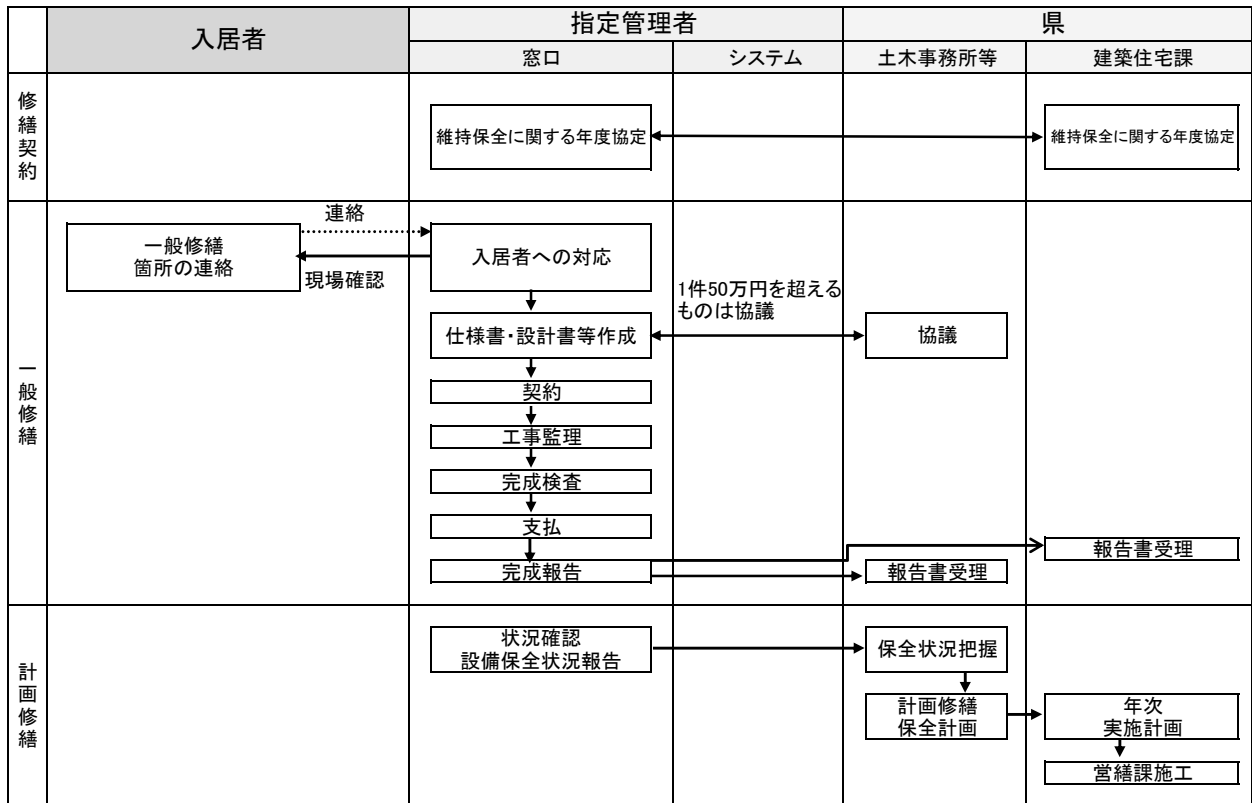 入居者
指定管理者
県
窓口
システム
土木事務所等
建築住宅課
修繕契約
維持保全に関する年度協定
維持保全に関する年度協定
一般修繕
連絡
一般修繕
箇所の連絡
現場確認
入居者への対応
1件50万円を超える
ものは協議
仕様書・設計書等作成
協議
契約
工事監理
完成検査
支払
完成報告
報告書受理
報告書受理
計画修繕
状況確認
設備保全状況報告
保全状況把握
計画修繕
保全計画
年次
実施計画
営繕課施工